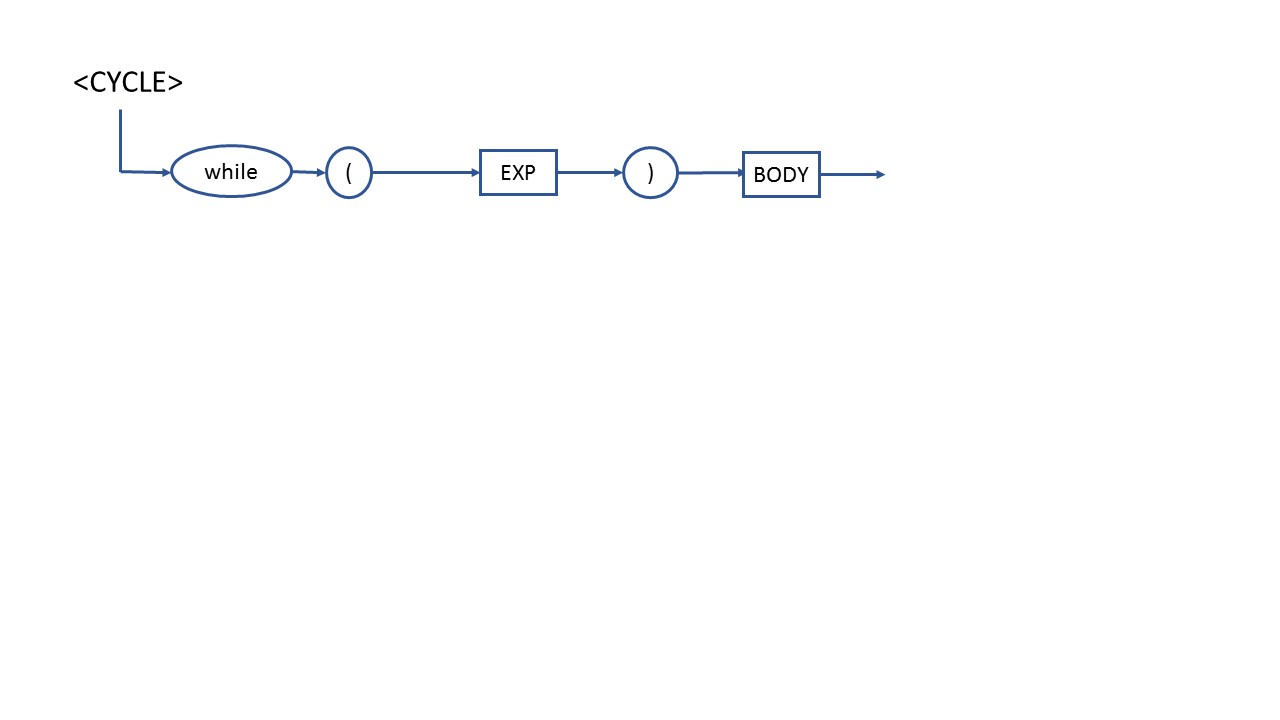 <CYCLE>
while ( EXP ) BODY